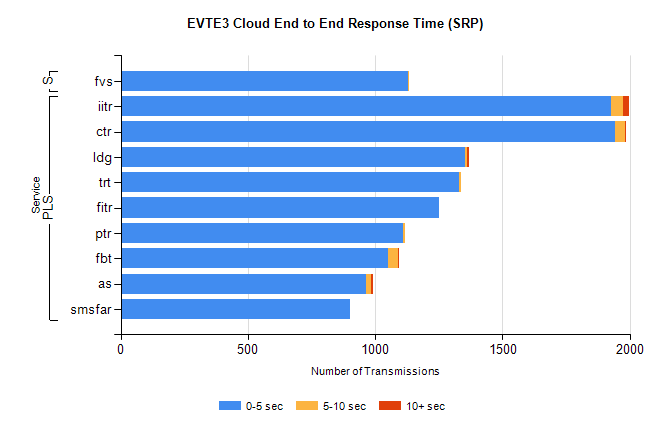 EVTE3 Cloud End to End Response Time (SRP)
S
fvs
iitr
ctr
ldg
trt
Service
PLS
fitr
ptr
fbt
as
smsfar
0 500 1000 1500 2000
Number of Transmissions
0-5 sec 5-10 sec 10+ sec